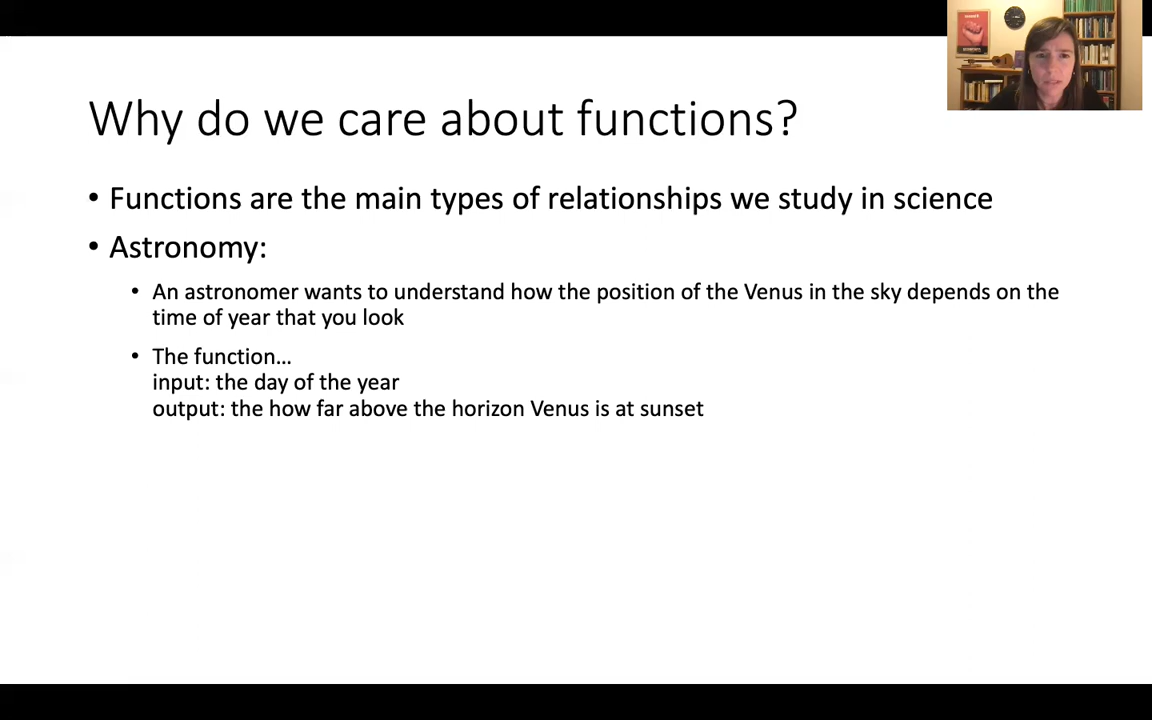 Why do we care about functions?
• Functions are the main types of relationships we study in science
• Astronomy:
• An astronomer wants to understand how the position of the Venus in the sky depends on the
time of year that you look
• The function...
input: the day of the year
output: the how far above the horizon Venus is at sunset